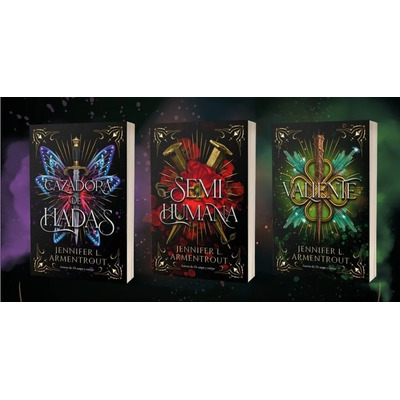 CAZADORA
DE
HADAS
JENNIFER L.
ARMENTROUT
SEMI
HUMANA
JENNIFER L.
ARMENTROUT
VALIENTE
JENNIFER L.
ARMENTROUT